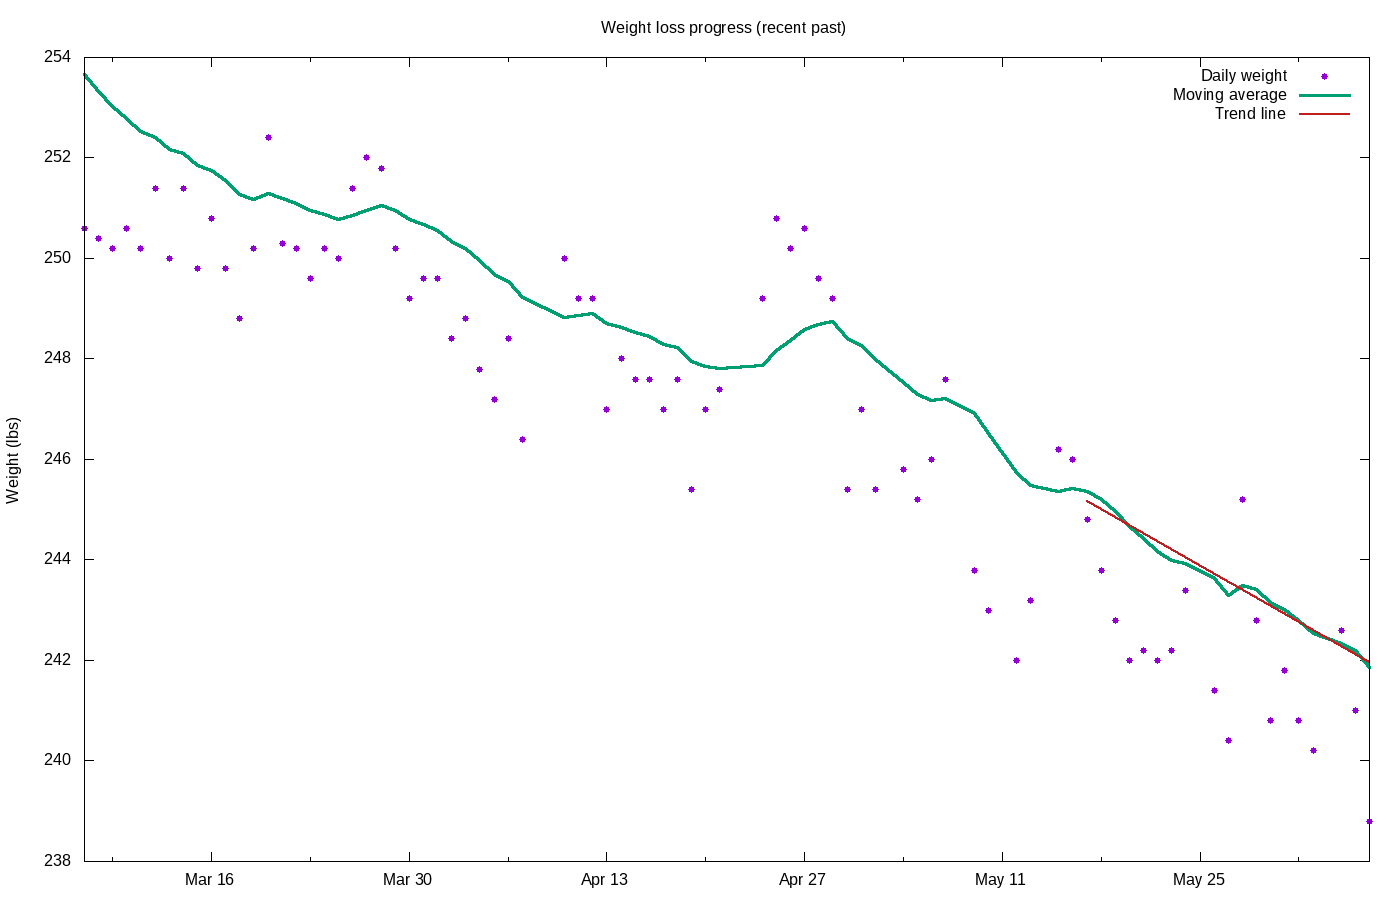 Weight loss progress (recent past)
Daily weight
Moving average
Trend line
Weight (lbs)
254
252
250
248
246
244
242
240
238
Mar 16
Mar 30
Apr 13
Apr 27
May 11
May 25